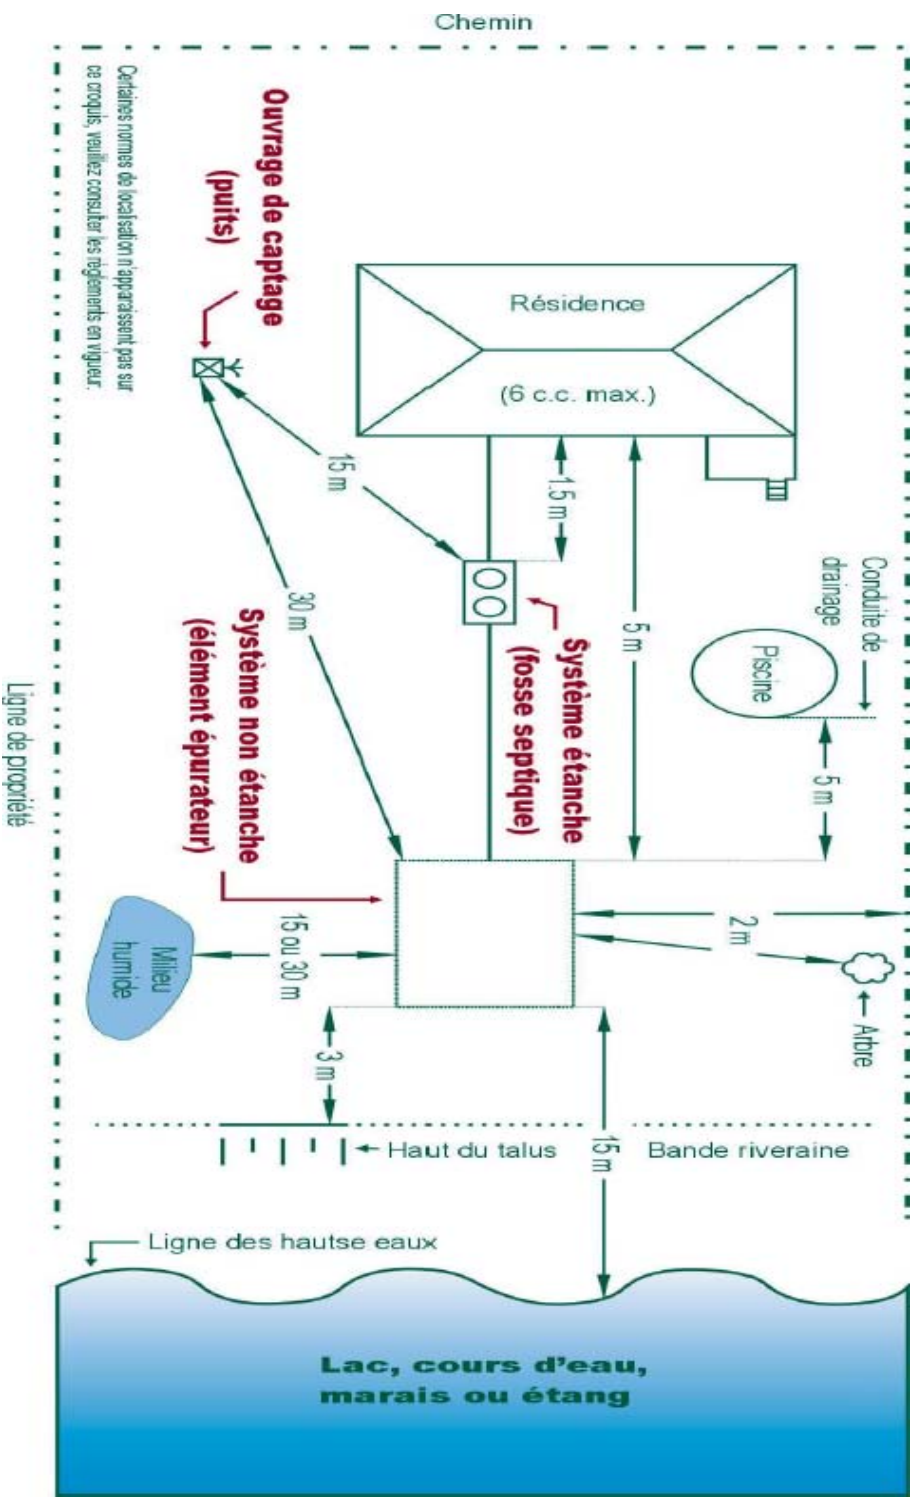 Chemin
Certaines normes de localisation n'apparaissent pas sur
ce croquis, veuillez consulter les règlements en vigueur.
Ouvrage de captage
(puits)
Résidence
(6 c.c. max.)
15 m
1.5 m
30 m
5 m
Conduite de
drainage
Piscine
5 m
Système étanche
(fosse septique)
Système non étanche
(élément épurateur)
Ligne de propriété
2 m
Arbre
15 ou 30 m
Milieu
humide
3 m
15 m
Haut du talus
Bande riveraine
Ligne des hautse eaux
Lac, cours d'eau,
marais ou étang